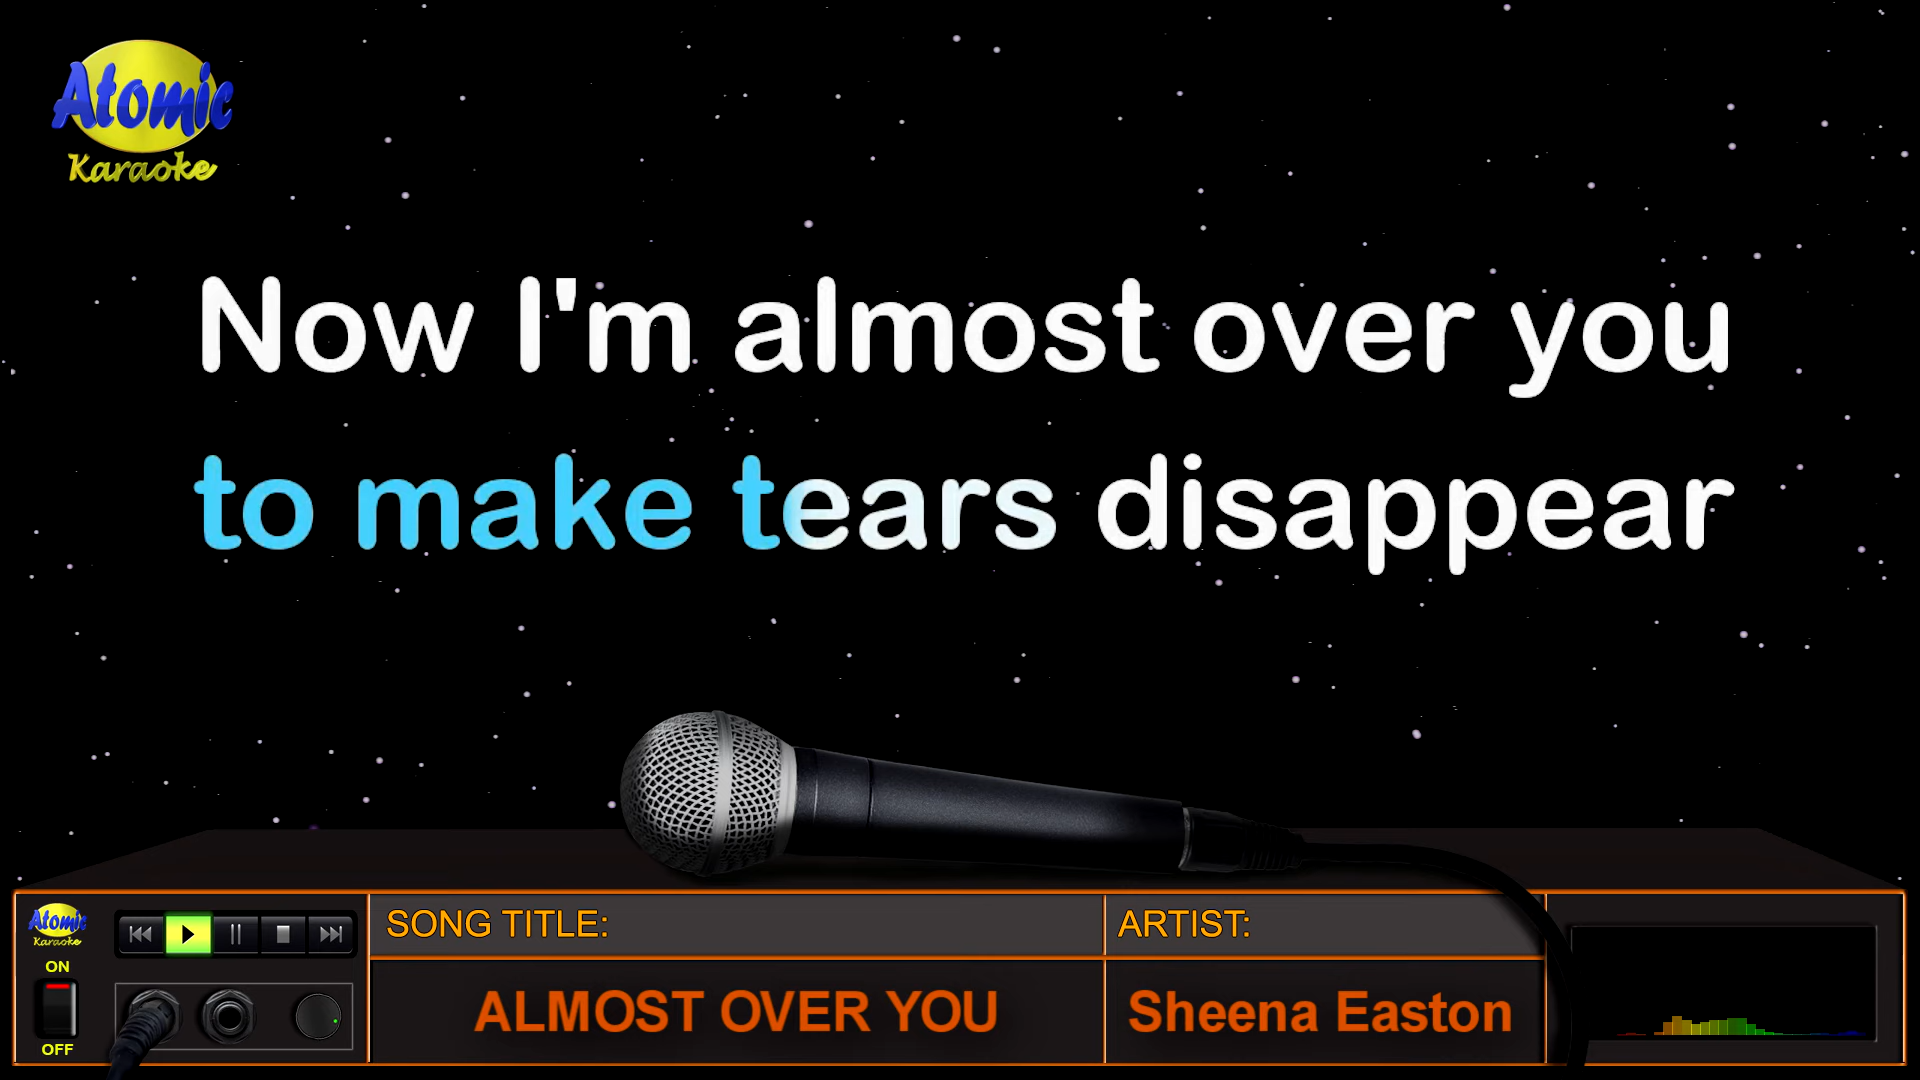 Atomic
Karaoke
Now I'm almost over you
to make tears disappear
Atomic
Karaoke
ON
OFF
SONG TITLE:
ARTIST:
ALMOST OVER YOU
Sheena Easton